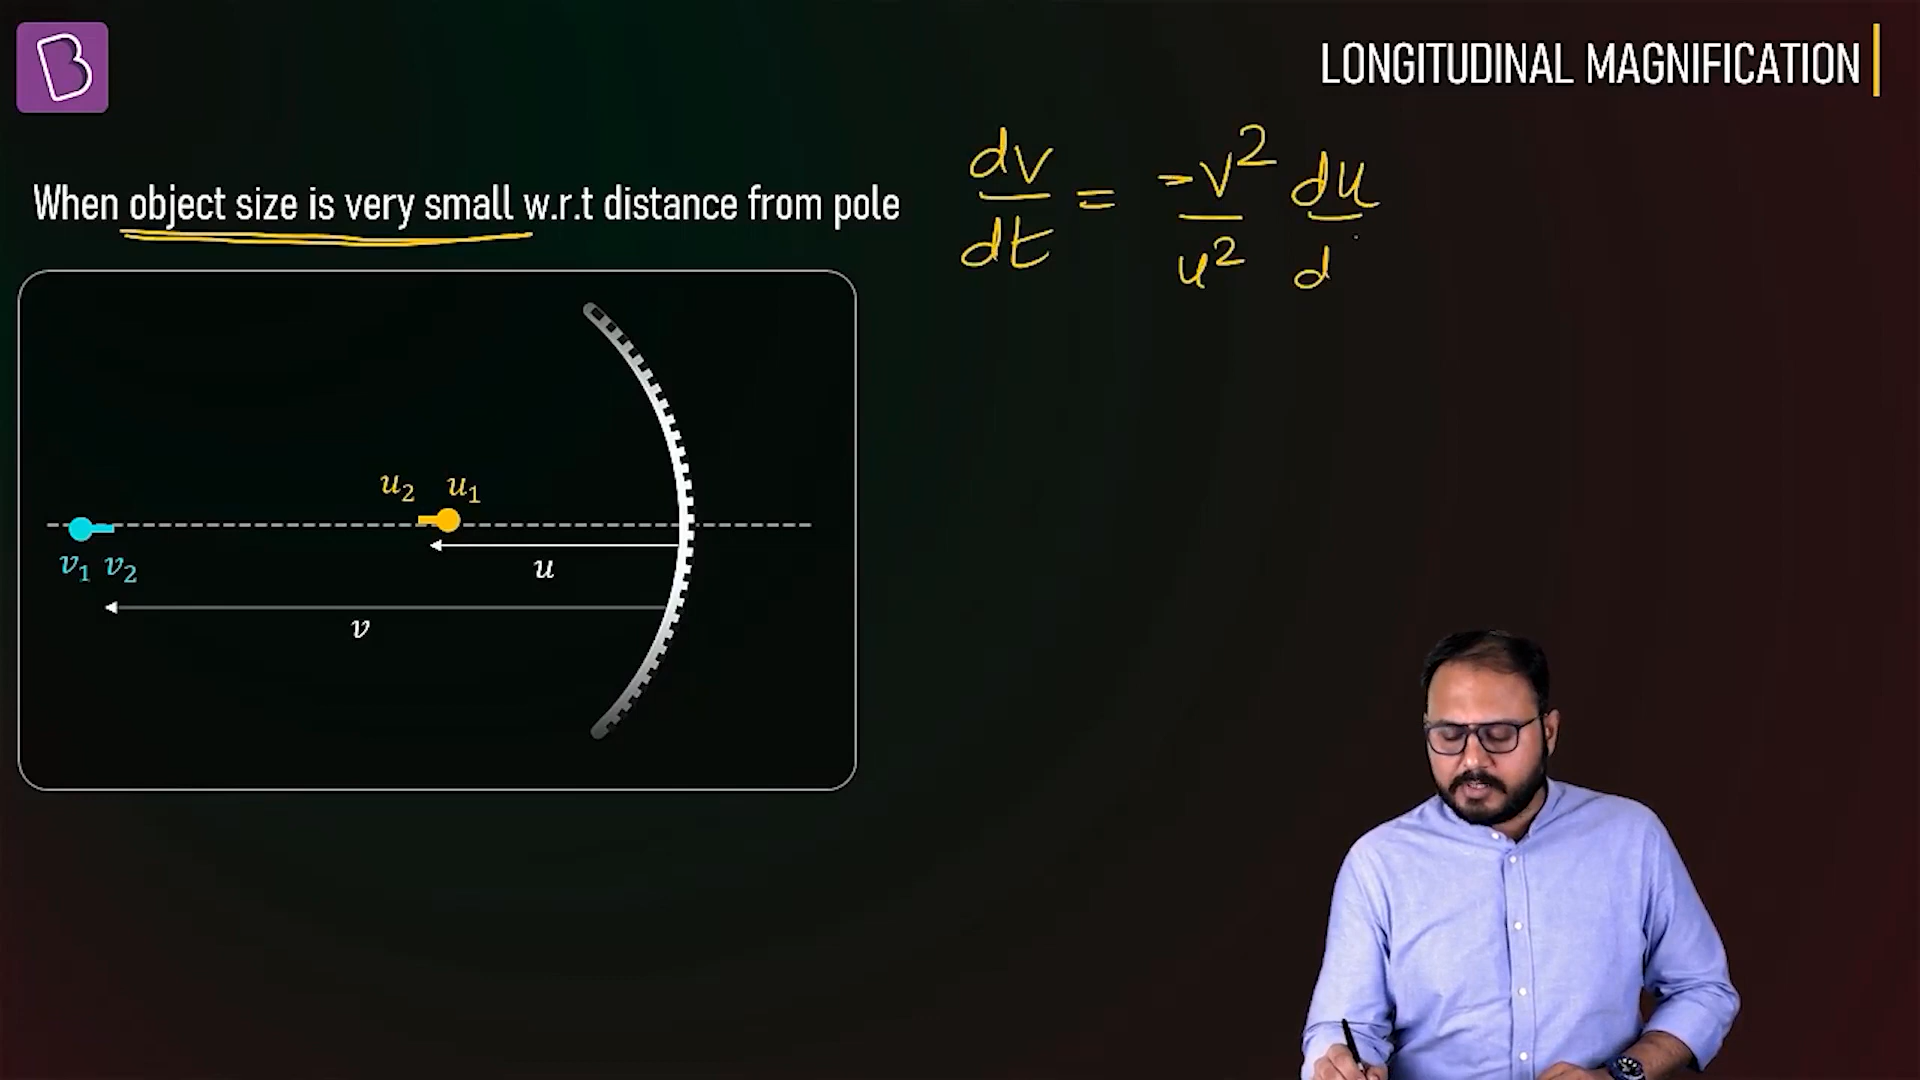 B
LONGITUDINAL MAGNIFICATION
When object size is very small w.r.t distance from pole
dv/dt = -v²/u² du/d
u₂ u₁
v₁ v₂
u
v